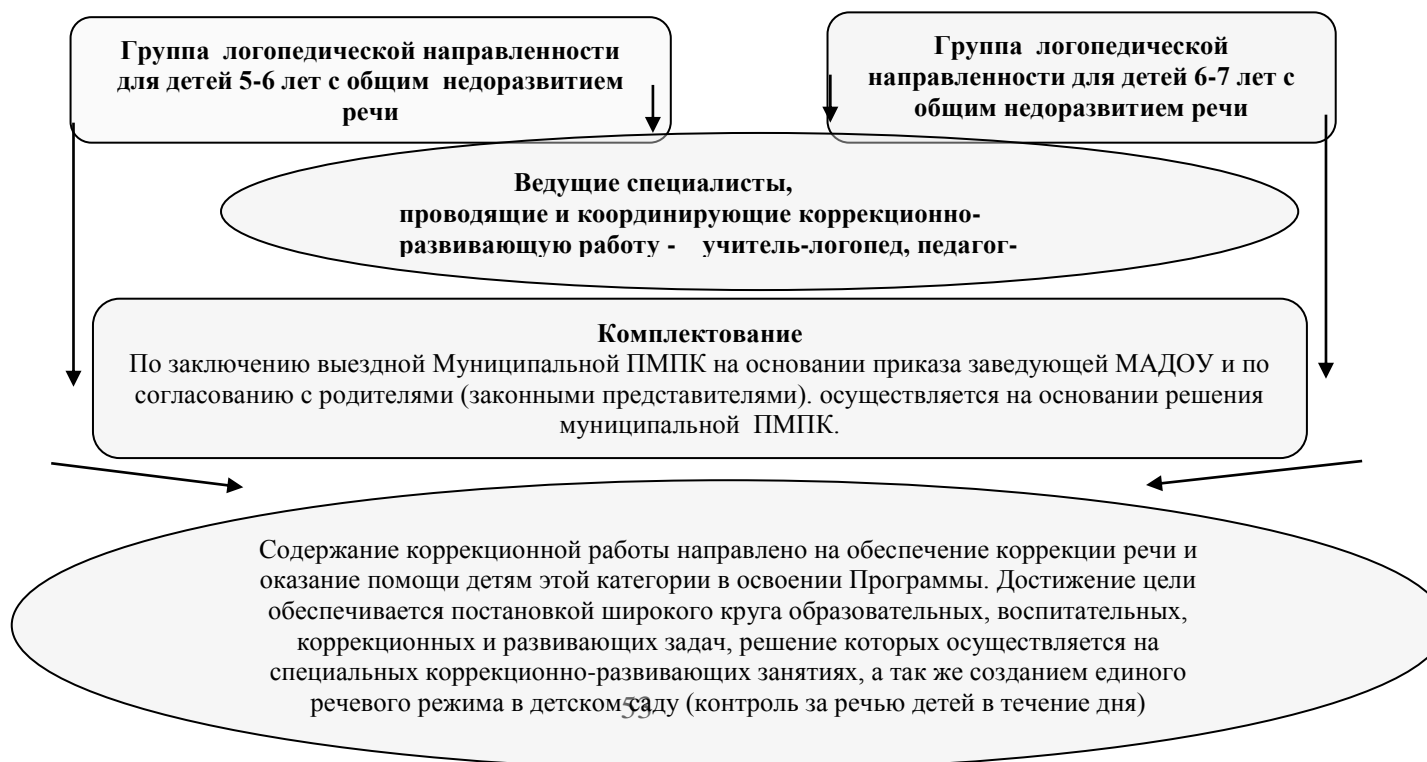 Группа  логопедической направленности
для детей 5-6 лет с общим  недоразвитием
речи
Группа  логопедической
направленности для детей 6-7 лет с
общим недоразвитием речи
Ведущие специалисты,
проводящие и координирующие коррекционно-
развивающую работу -    учитель-логопед, педагог-
Комплектование
По заключению выездной Муниципальной ПМПК на основании приказа заведующей МАДОУ и по
согласованию с родителями (законными представителями). осуществляется на основании решения
муниципальной  ПМПК.
Содержание коррекционной работы направлено на обеспечение коррекции речи и
оказание помощи детям этой категории в освоении Программы. Достижение цели
обеспечивается постановкой широкого круга образовательных, воспитательных,
коррекционных и развивающих задач, решение которых осуществляется на
специальных коррекционно-развивающих занятиях, а так же созданием единого
речевого режима в детском саду (контроль за речью детей в течение дня)
53